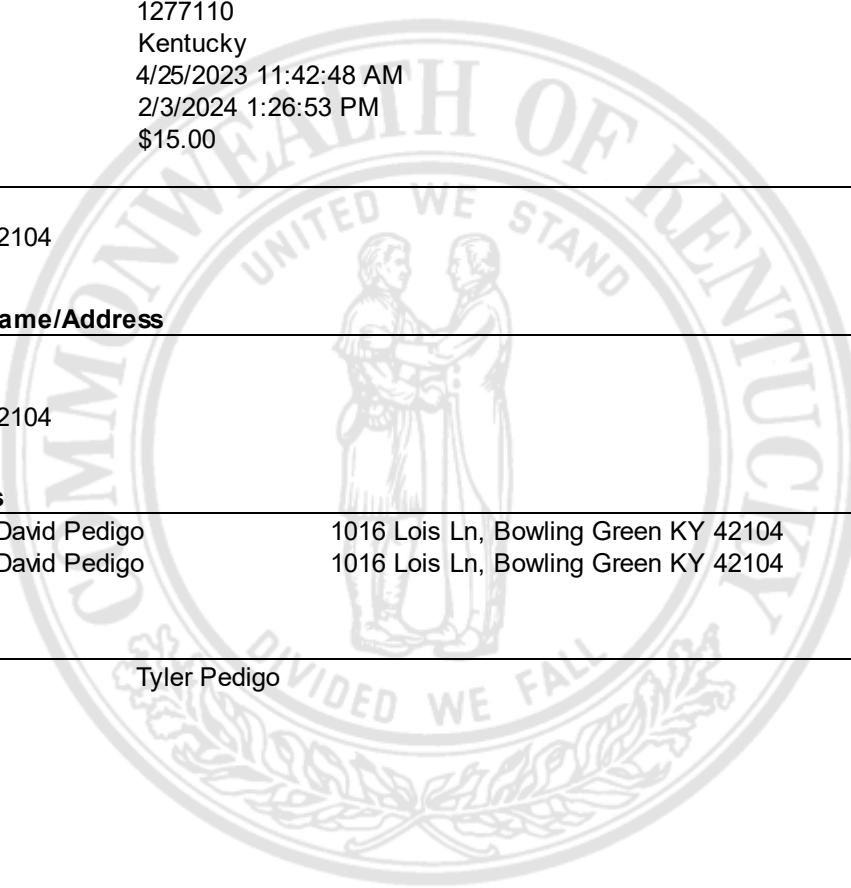 1277110
Kentucky
4/25/2023 11:42:48 AM
2/3/2024 1:26:53 PM
$15.00
2104
ame/Address
2104
s
David Pedigo 1016 Lois Ln, Bowling Green KY 42104
David Pedigo 1016 Lois Ln, Bowling Green KY 42104
Tyler Pedigo
COMMONWEALTH OF KENTUCKY
UNITED WE STAND
DIVIDED WE FALL